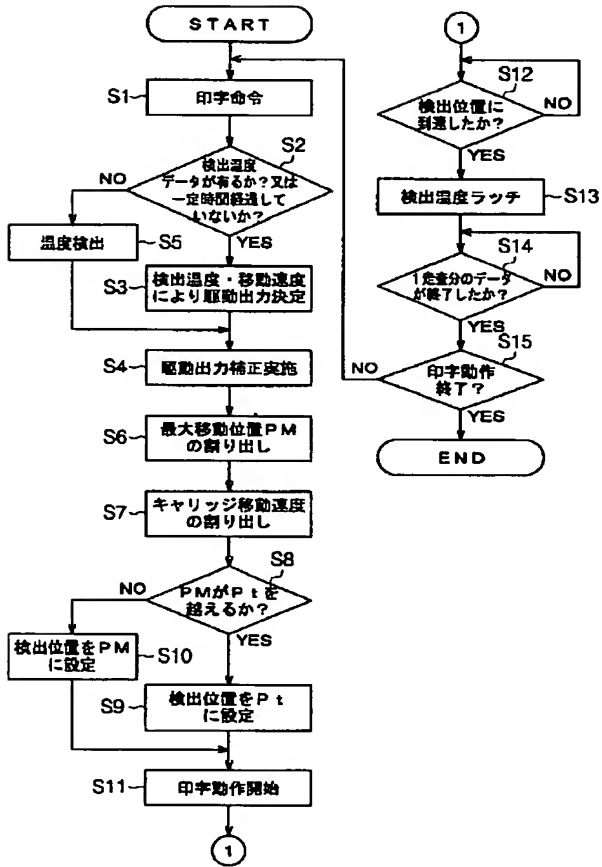 START
S1
印字命令
S2
検出温度
データが有るか？又は
一定時間経過して
いないか？
NO
YES
温度検出
S5
S3
検出温度・移動速度
により駆動出力決定
S4
駆動出力補正実施
S6
最大移動位置PM
の割り出し
S7
キャリッジ移動速度
の割り出し
S8
PMがPtを
越えるか？
NO
YES
検出位置をPM
に設定
S10
S9
検出位置をPt
に設定
S11
印字動作開始
1
1
S12
検出位置に
到達したか？
NO
YES
検出温度ラッチ
S13
S14
1走査分のデータ
が終了したか？
NO
YES
S15
印字動作
終了？
NO
YES
END